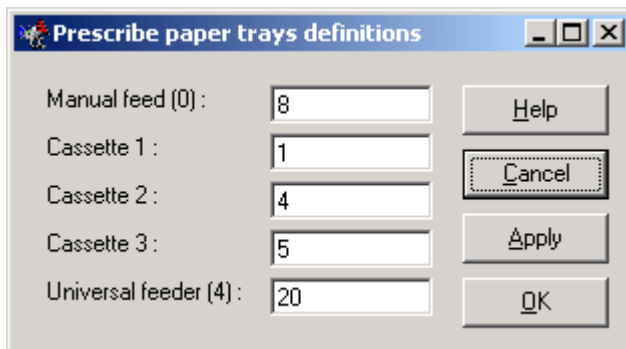 Prescribe paper trays definitions
Manual feed (0) : 8 Help
Cassette 1 : 1
Cancel
Cassette 2 : 4
Cassette 3 : 5 Apply
Universal feeder (4) : 20 OK